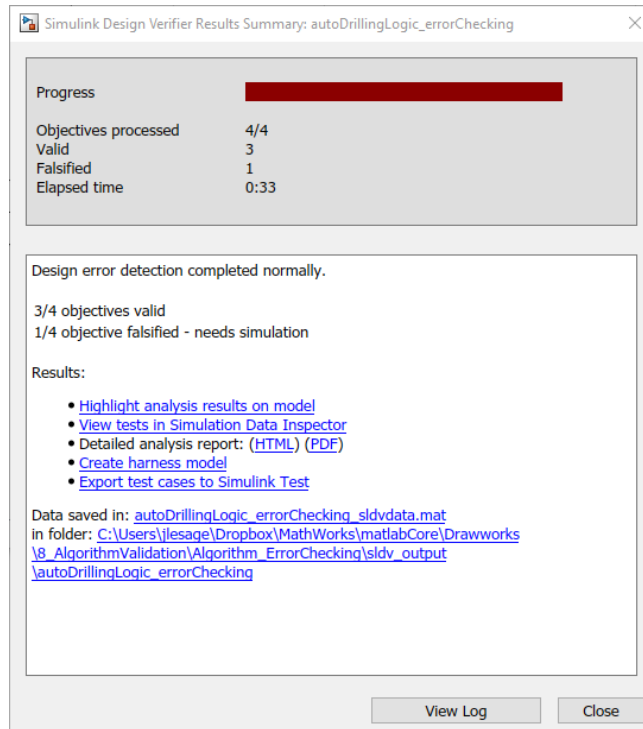 Simulink Design Verifier Results Summary: autoDrillingLogic_errorChecking
Progress
Objectives processed 4/4
Valid 3
Falsified 1
Elapsed time 0:33
Design error detection completed normally.
3/4 objectives valid
1/4 objective falsified - needs simulation
Results:
• Highlight analysis results on model
• View tests in Simulation Data Inspector
• Detailed analysis report: (HTML) (PDF)
• Create harness model
• Export test cases to Simulink Test
Data saved in: autoDrillingLogic_errorChecking_sldvdata.mat
in folder: C:\Users\jlesage\Dropbox\MathWorks\matlabCore\Drawworks
\8_AlgorithmValidation\Algorithm_ErrorChecking\sldv_output
\autoDrillingLogic_errorChecking
View Log Close